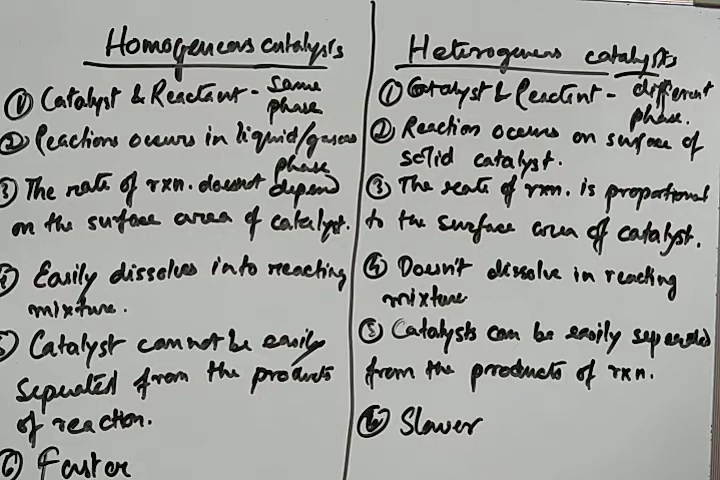 Homogeneous catalysts
① Catalyst & Reactant - same
phase
② Reactions occurs in liquid/gaseous
phase
③ The rate of rxn. doesnot depend
on the surface area of catalyst.
④ Easily dissolves into reacting
mixture.
⑤ Catalyst cannot be easily
seperated from the products
of reaction.
⑥ Faster
Heterogeneous catalysts
① Catalyst & Reactant - different
phase.
② Reaction occurs on surface of
solid catalyst.
③ The rate of rxn. is proportional
to the surface area of catalyst.
④ Doesn't dissolve in reacting
mixture
⑤ Catalysts can be easily seperated
from the products of rxn.
⑥ Slower